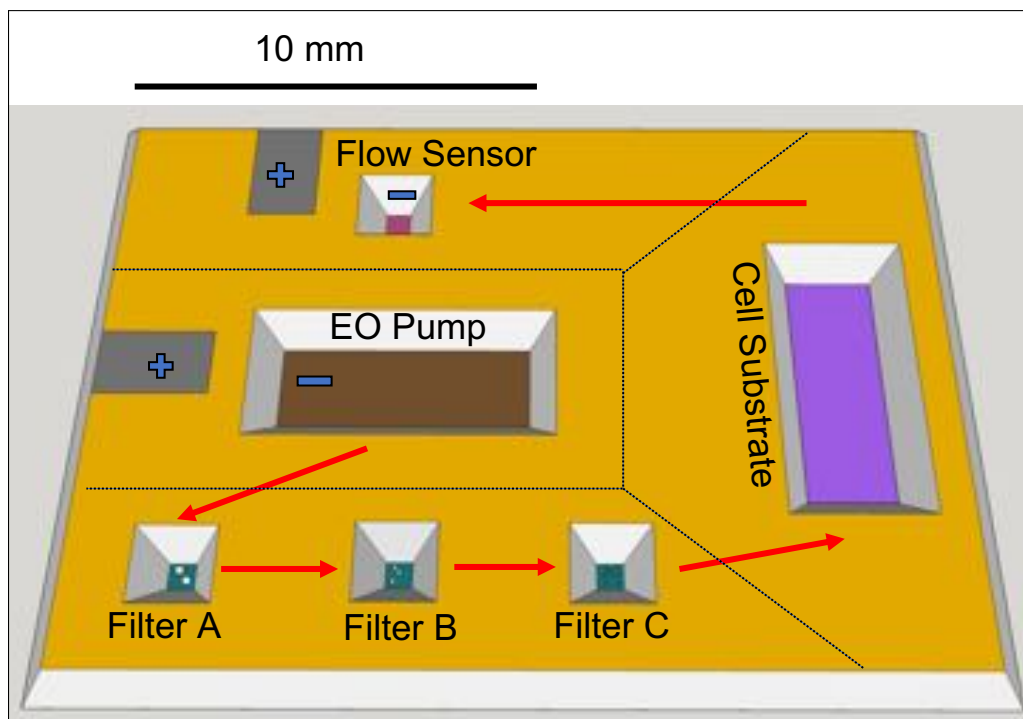 10 mm
Flow Sensor
EO Pump
Cell Substrate
Filter A
Filter B
Filter C